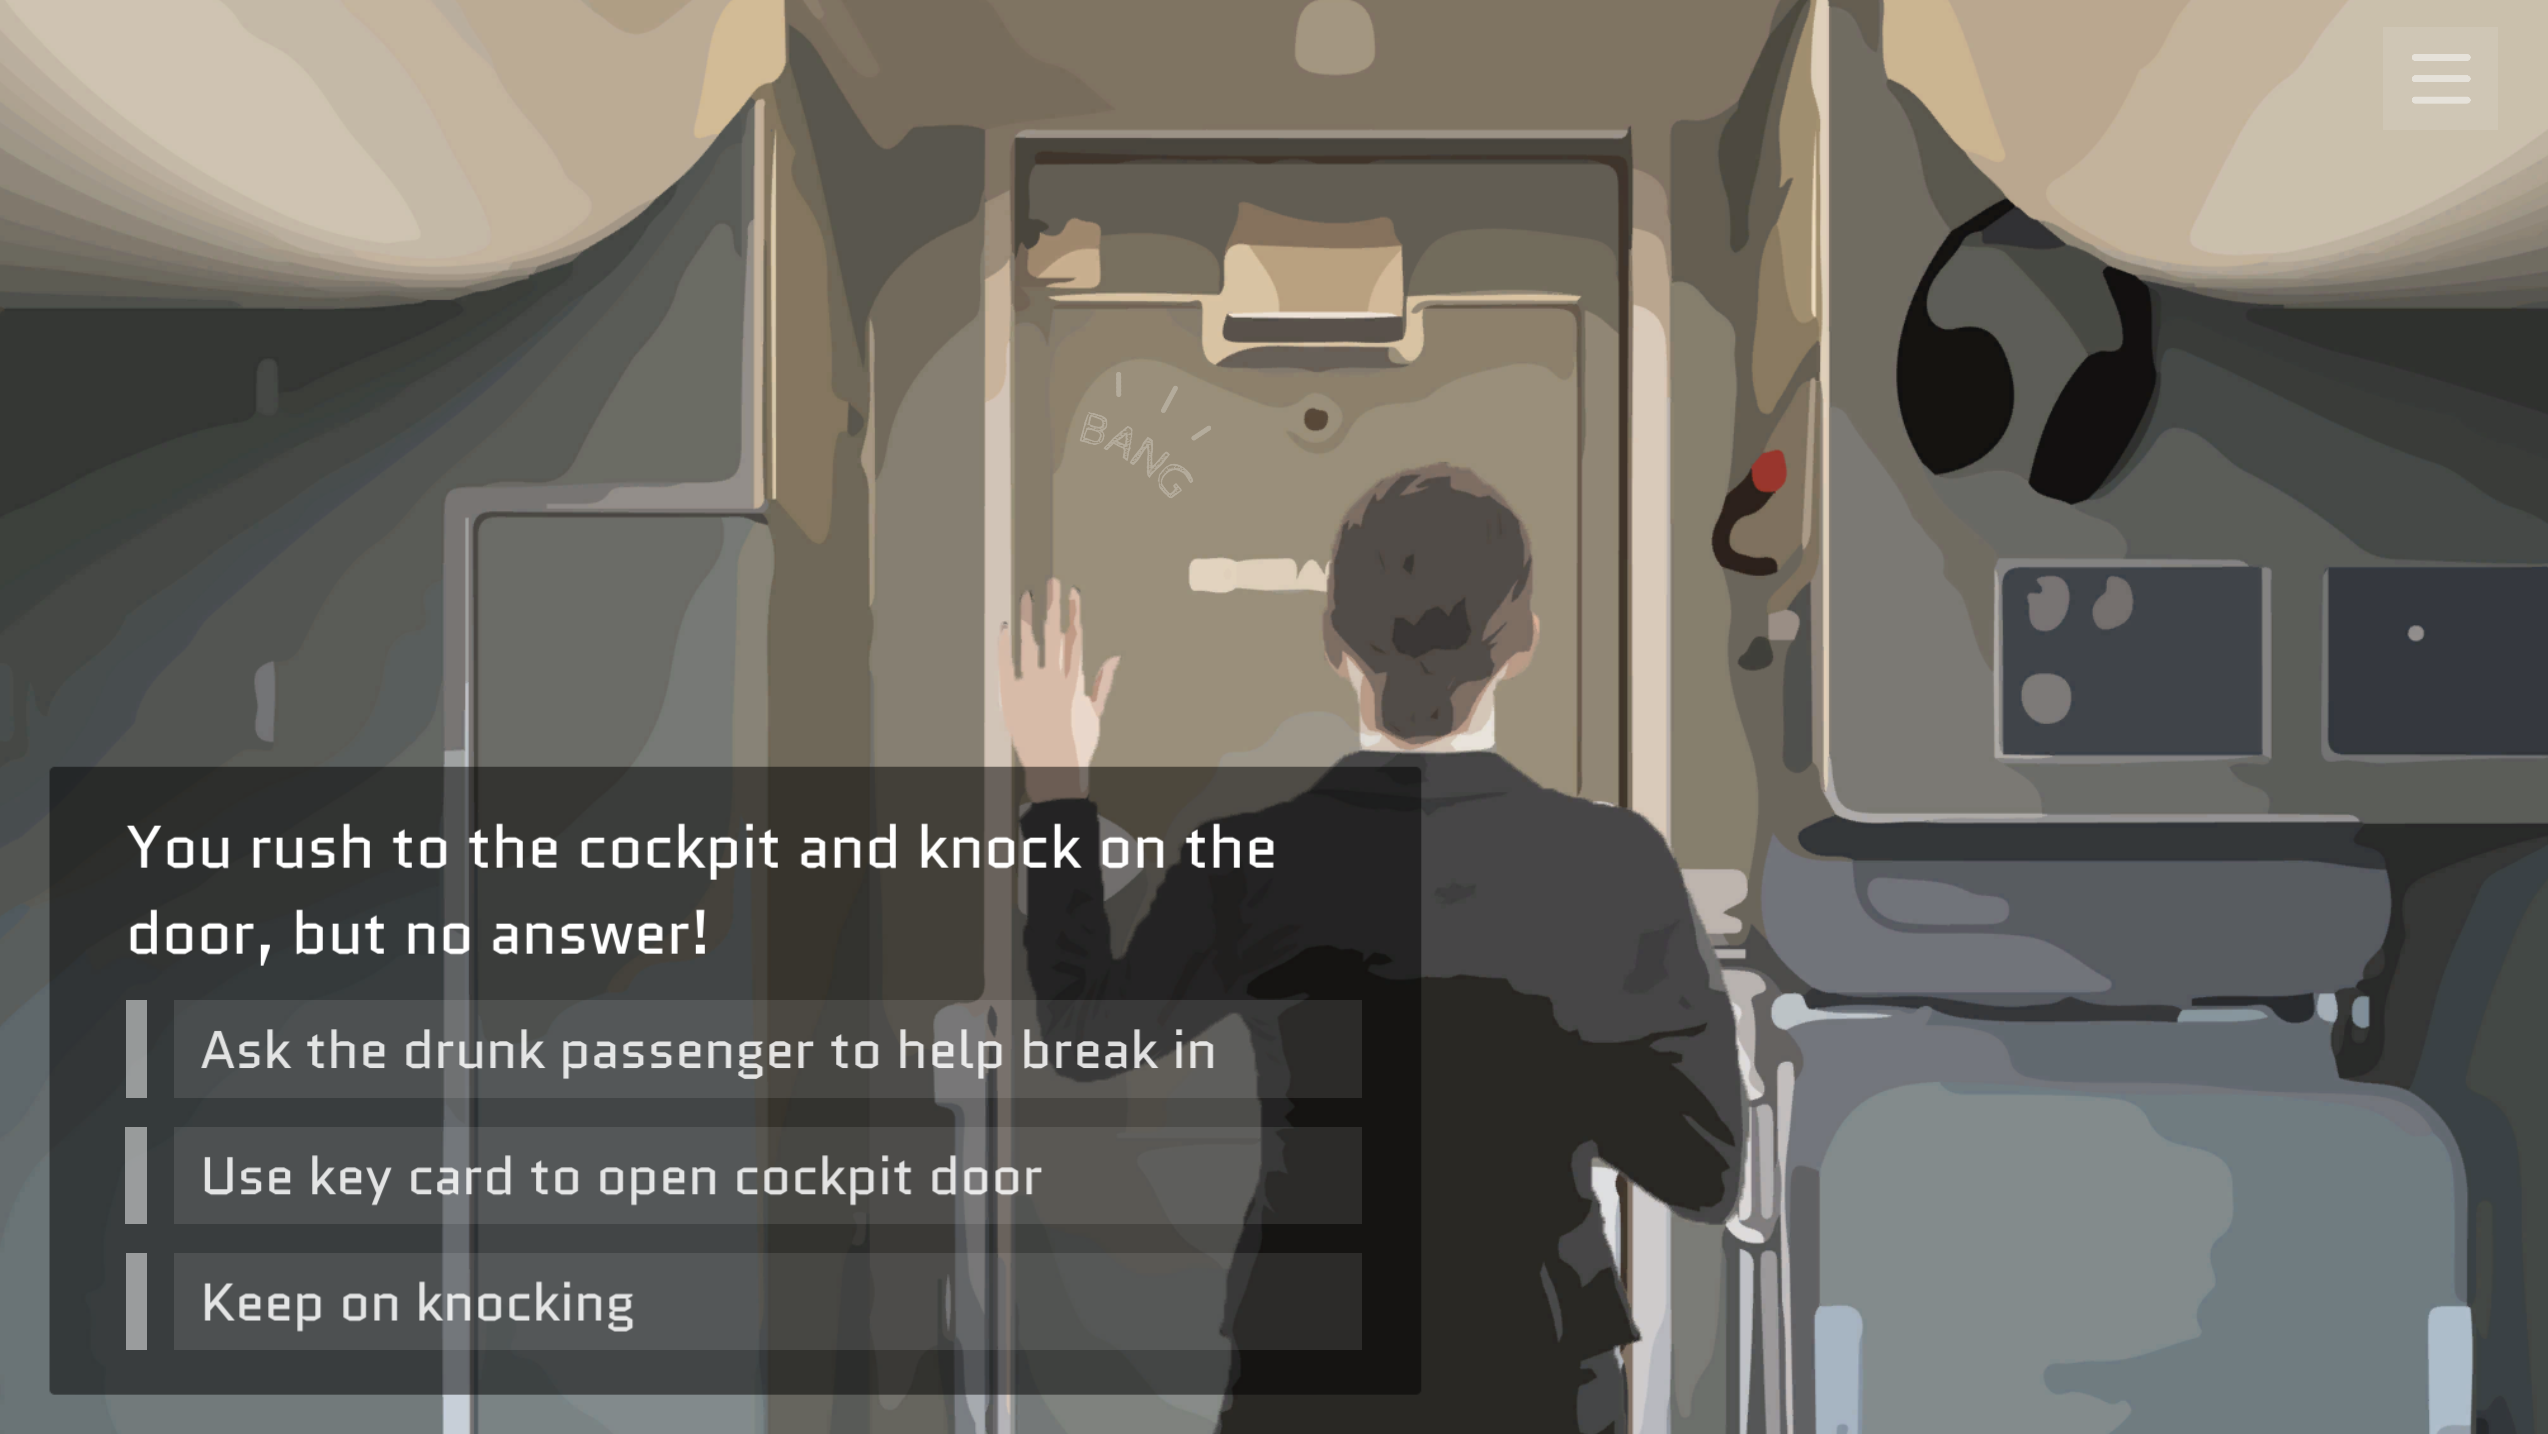 BANG
You rush to the cockpit and knock on the
door, but no answer!
Ask the drunk passenger to help break in
Use key card to open cockpit door
Keep on knocking